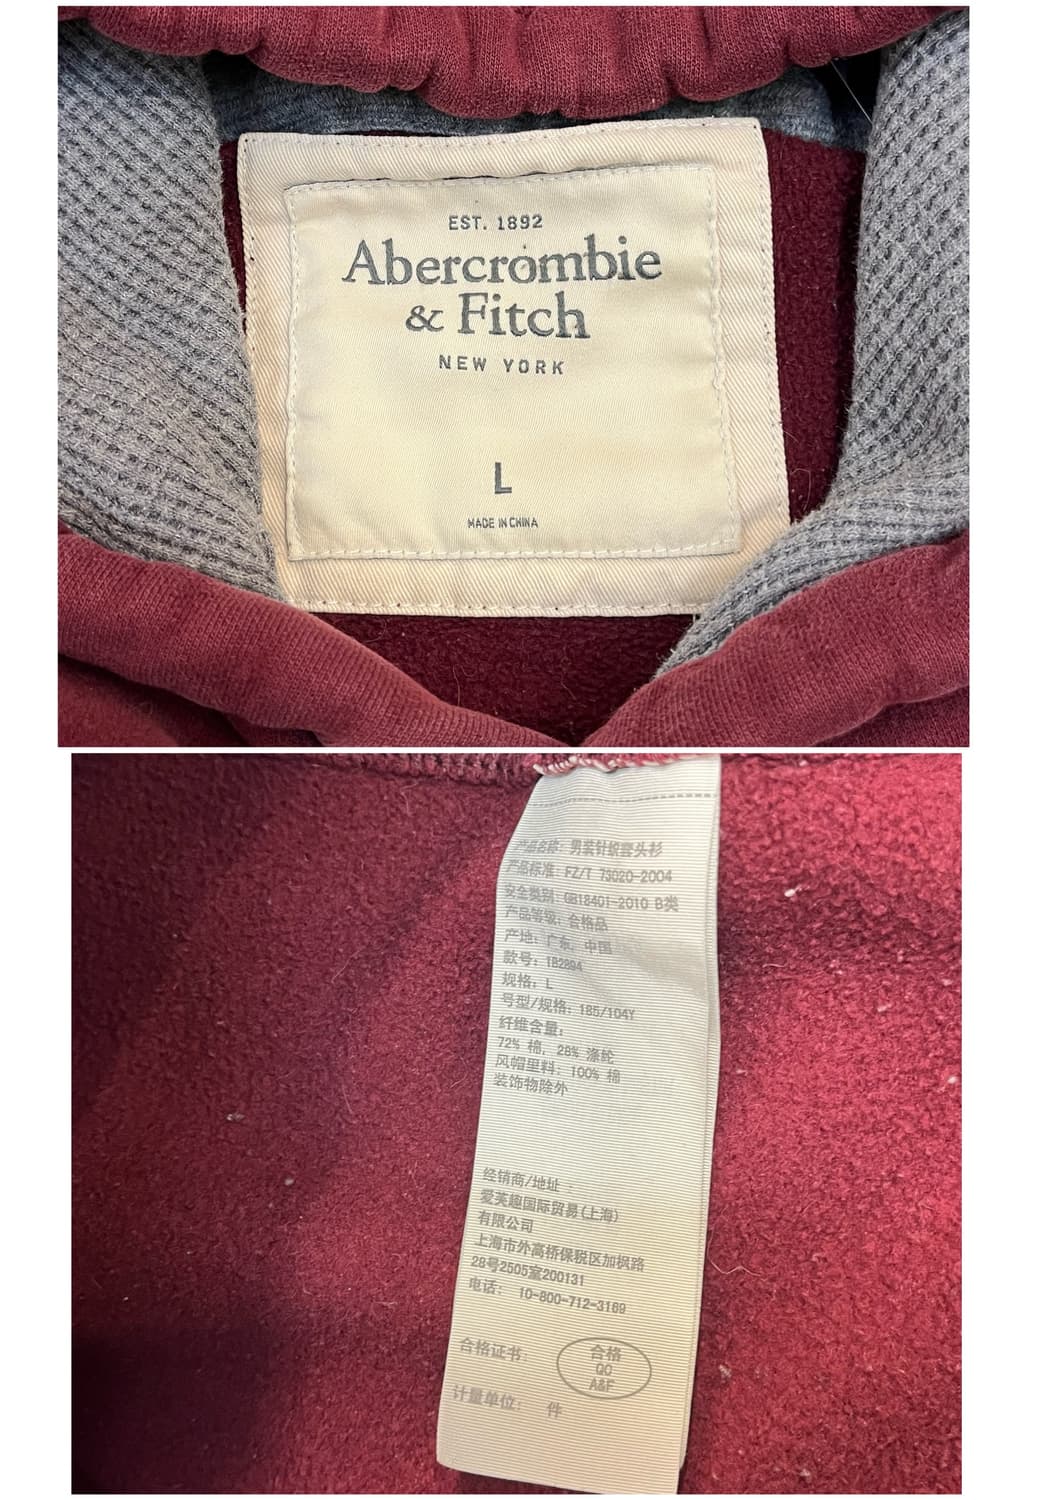 EST. 1892
Abercrombie
& Fitch
NEW YORK
L
MADE IN CHINA
产品名称: 男装针织套头衫
产品标准: FZ/T 73020-2004
安全类别: GB18401-2010 B类
产品等级: 合格品
产地: 广东, 中国
款号: 1B2894
规格: L
号型/规格: 185/104Y
纤维含量:
72% 棉, 28% 涤纶
风帽里料: 100% 棉
装饰物除外
经销商/地址:
爱芙趣国际贸易(上海)
有限公司
上海市外高桥保税区加枫路
28号2505室200131
电话: 10-800-712-3169
合格证书:
合格
QC
A&F
计量单位: 件